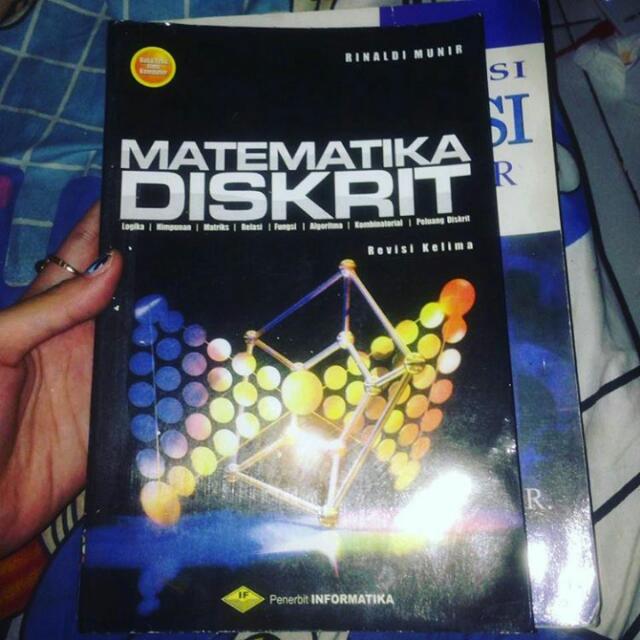 RINALDI MUNIR
MATEMATIKA
DISKRIT
Logika | Himpunan | Matriks | Relasi | Fungsi | Algoritma | Kombinatorial | Peluang Diskrit
Revisi Kelima
IF
Penerbit INFORMATIKA
SI
SI
R
R.